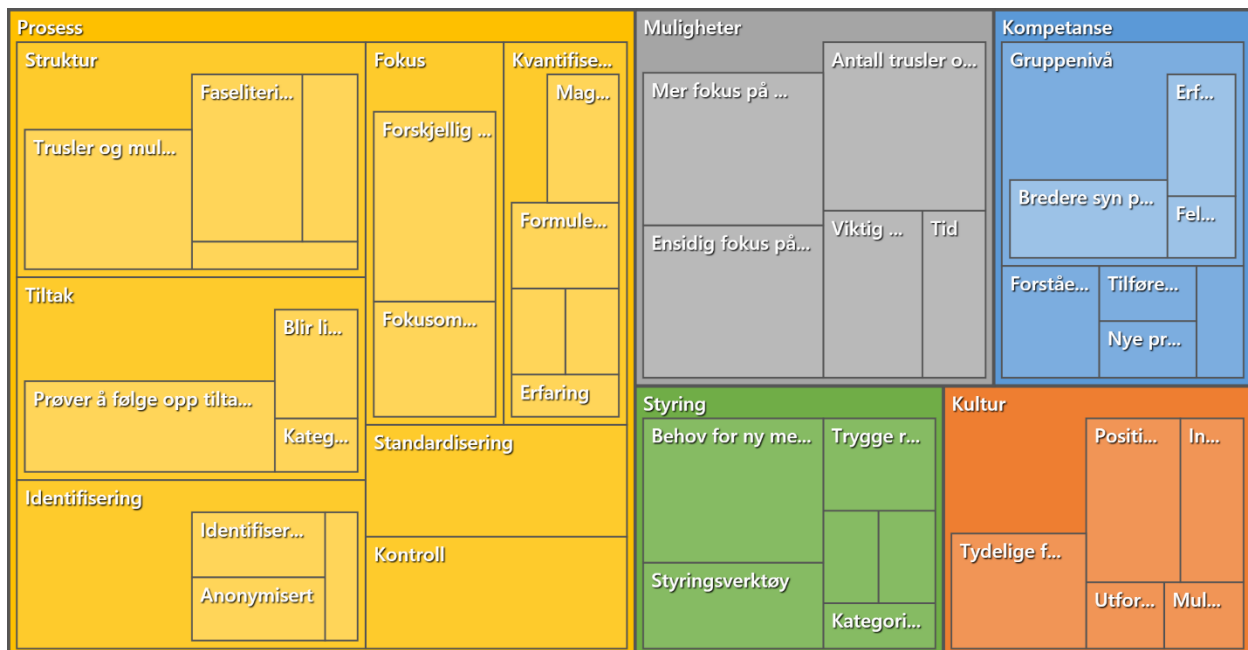 Prosess
Struktur
Faseliteri...
Trusler og mul...
Tiltak
Blir li...
Prøver å følge opp tilta...
Kateg...
Identifisering
Identifiser...
Anonymisert
Fokus
Forskjellig ...
Fokusom...
Kvantifise...
Mag...
Formule...
Erfaring
Standardisering
Kontroll
Muligheter
Mer fokus på ...
Ensidig fokus på...
Antall trusler o...
Viktig ...
Tid
Kompetanse
Gruppenivå
Erf...
Bredere syn p...
Fel...
Forståe...
Tilføre...
Nye pr...
Styring
Behov for ny me...
Styringsverktøy
Trygge r...
Kategori...
Kultur
Tydelige f...
Positi...
In...
Utfor...
Mul...